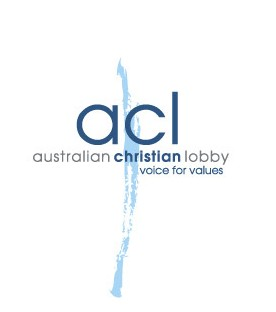 acl
australian christian lobby
voice for values